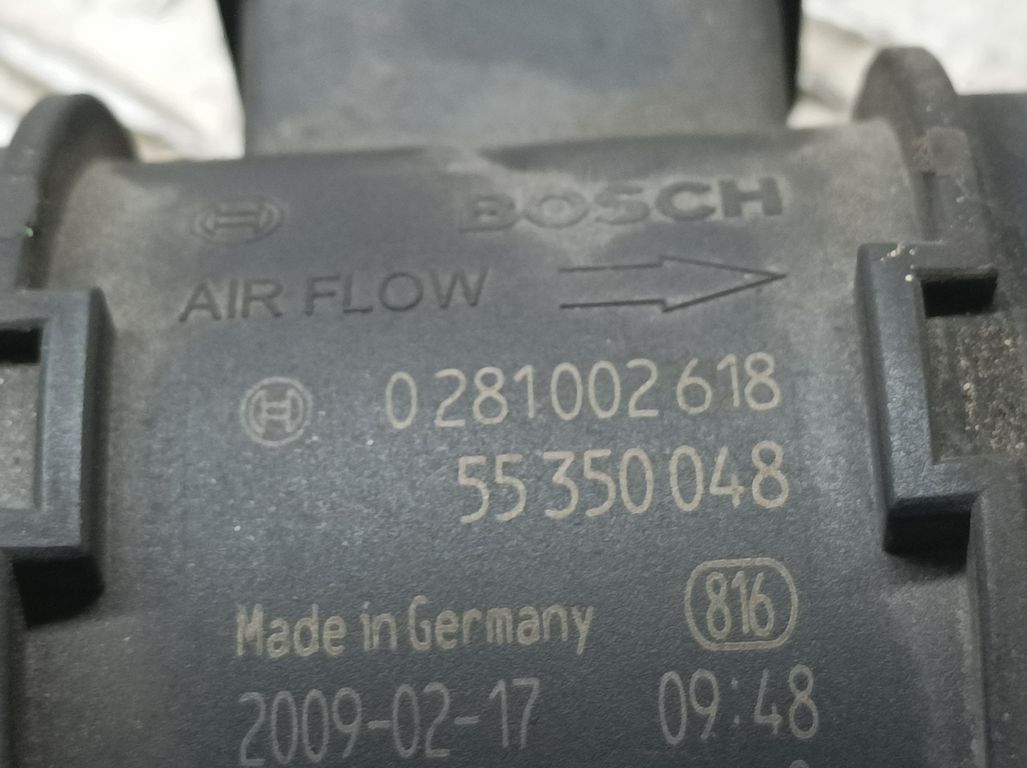 BOSCH
AIR FLOW
0 281 002 618
55 350 048
Made in Germany 816
2009-02-17 09:48